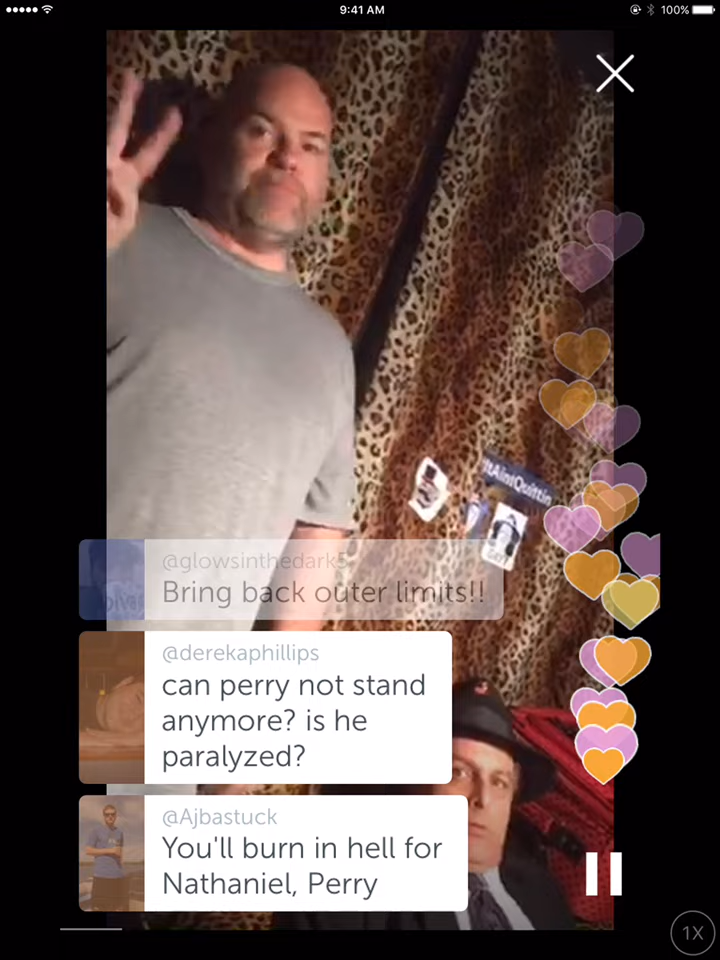 9:41 AM
100%
ItAintQuittin
@glowsinthedark5
Bring back outer limits!!
@derekaphillips
can perry not stand
anymore? is he
paralyzed?
@Ajbastuck
You'll burn in hell for
Nathaniel, Perry
1X